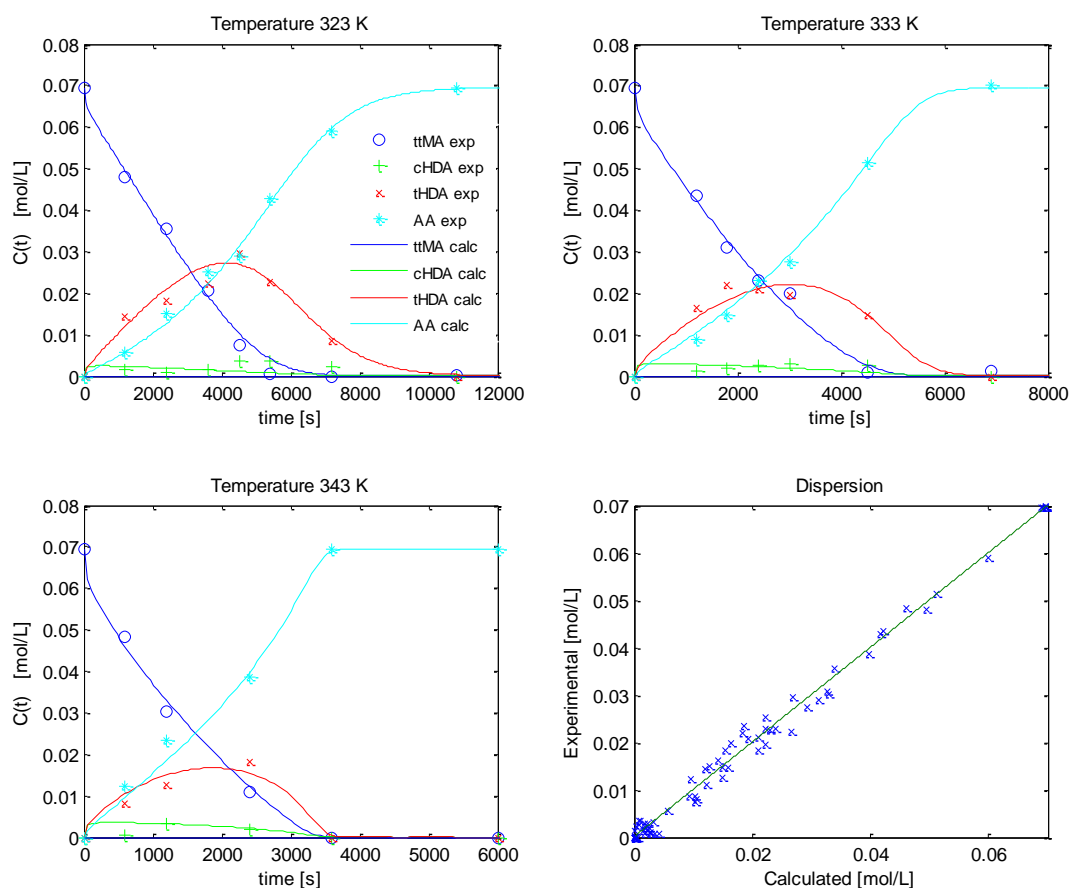 Temperature 323 K
0.08
0.07
0.06
0.05
0.04
0.03
0.02
0.01
0
C(t) [mol/L]
ttMA exp
cHDA exp
tHDA exp
AA exp
ttMA calc
cHDA calc
tHDA calc
AA calc
0 2000 4000 6000 8000 10000 12000
time [s]
Temperature 333 K
0.08
0.07
0.06
0.05
0.04
0.03
0.02
0.01
0
C(t) [mol/L]
0 2000 4000 6000 8000
time [s]
Temperature 343 K
0.08
0.07
0.06
0.05
0.04
0.03
0.02
0.01
0
C(t) [mol/L]
0 1000 2000 3000 4000 5000 6000
time [s]
Dispersion
0.07
0.06
0.05
0.04
0.03
0.02
0.01
0
Experimental [mol/L]
0 0.02 0.04 0.06
Calculated [mol/L]